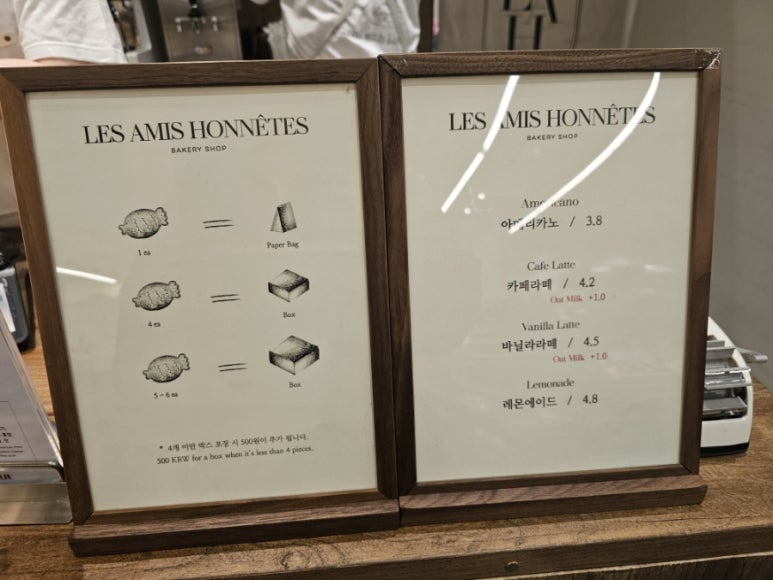 LES AMIS HONNÊTES
BAKERY SHOP
1 ea
Paper Bag
4 ea
Box
5 - 6 ea
Box
* 4개 미만 박스 포장 시 500원이 추가 됩니다.
500 KRW for a box when it's less than 4 pieces.
LES AMIS HONNÊTES
BAKERY SHOP
Americano
아메리카노 / 3.8
Cafe Latte
카페라떼 / 4.2
Oat Milk +1.0
Vanilla Latte
바닐라라떼 / 4.5
Oat Milk +1.0
Lemonade
레몬에이드 / 4.8